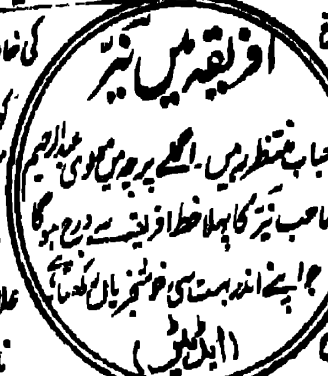 افریقہ میں نیّر
حباب منتظر رہیں۔ اگلے پرچہ میں مولوی عبدالرحیم
صاحب نیّر کا پہلا خط افریقہ سے درج ہوگا
جو اپنے اندر بہت سی خوشخبریاں رکھتا ہے
(ایڈیٹر)